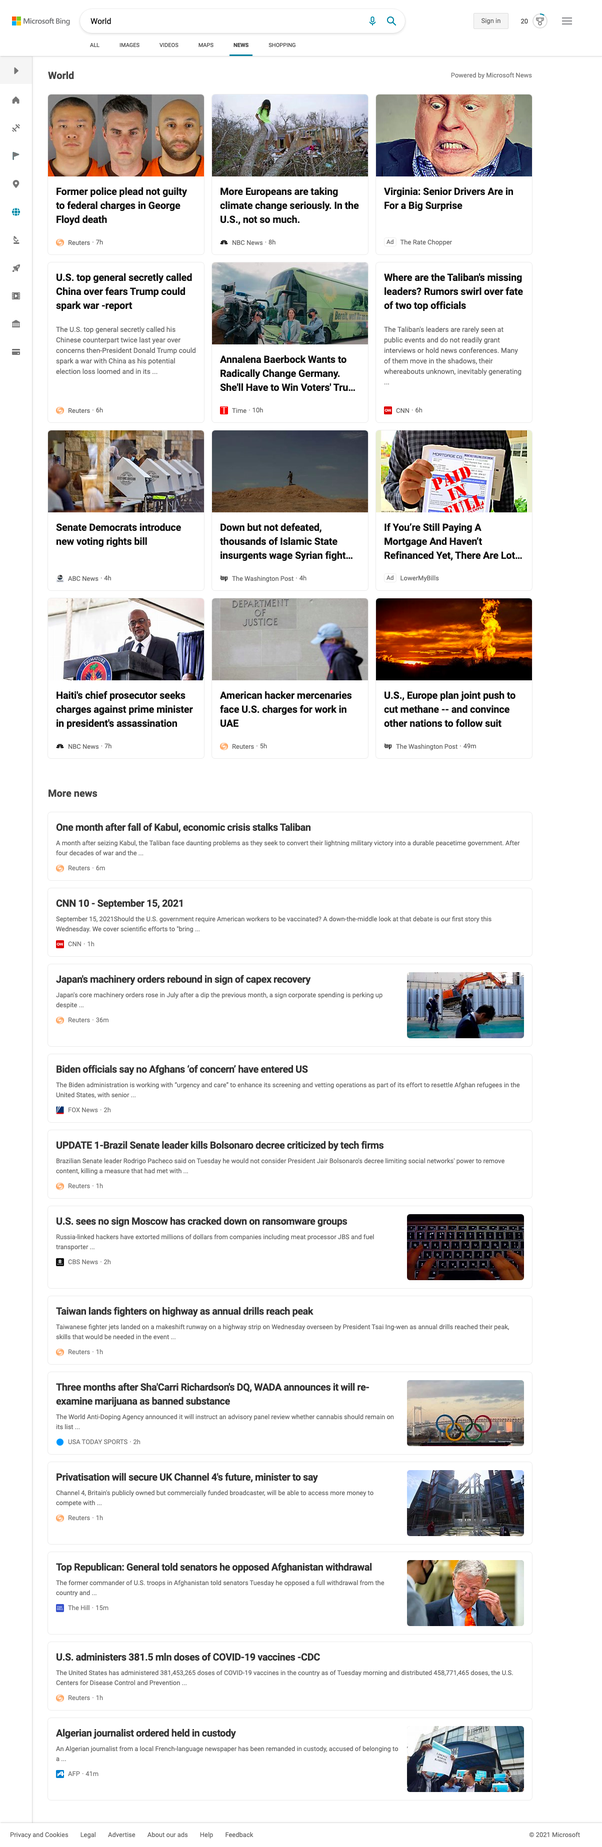 Microsoft Bing
World
Sign in
20
ALL
IMAGES
VIDEOS
MAPS
NEWS
SHOPPING
World
Powered by Microsoft News
Former police plead not guilty
to federal charges in George
Floyd death
Reuters · 7h
More Europeans are taking
climate change seriously. In the
U.S., not so much.
NBC News · 8h
Virginia: Senior Drivers Are in
For a Big Surprise
Ad The Rate Chopper
U.S. top general secretly called
China over fears Trump could
spark war -report
The U.S. top general secretly called his
Chinese counterpart twice last year over
concerns then-President Donald Trump could
spark a war with China as his potential
election loss loomed and in its ...
Reuters · 6h
Annalena Baerbock Wants to
Radically Change Germany.
She'll Have to Win Voters' Tru...
Time · 10h
Where are the Taliban's missing
leaders? Rumors swirl over fate
of two top officials
The Taliban's leaders are rarely seen at
public events and do not readily grant
interviews or hold news conferences. Many
of them move in the shadows, their
whereabouts unknown, inevitably generating
...
CNN · 6h
Senate Democrats introduce
new voting rights bill
ABC News · 4h
Down but not defeated,
thousands of Islamic State
insurgents wage Syrian fight...
The Washington Post · 4h
MORTGAGE CO.
PAID
IN
FULL
If You're Still Paying A
Mortgage And Haven't
Refinanced Yet, There Are Lot...
Ad LowerMyBills
Haiti's chief prosecutor seeks
charges against prime minister
in president's assassination
NBC News · 7h
DEPARTMENT
OF
JUSTICE
American hacker mercenaries
face U.S. charges for work in
UAE
Reuters · 5h
U.S., Europe plan joint push to
cut methane -- and convince
other nations to follow suit
The Washington Post · 49m
More news
One month after fall of Kabul, economic crisis stalks Taliban
A month after seizing Kabul, the Taliban face daunting problems as they seek to convert their lightning military victory into a durable peacetime government. After
four decades of war and the ...
Reuters · 6m
CNN 10 - September 15, 2021
September 15, 2021Should the U.S. government require American workers to be vaccinated? A down-the-middle look at that debate is our first story this
Wednesday. We cover scientific efforts to "bring ...
CNN · 1h
Japan's machinery orders rebound in sign of capex recovery
Japan's core machinery orders rose in July after a dip the previous month, a sign corporate spending is perking up
despite ...
Reuters · 36m
Biden officials say no Afghans 'of concern' have entered US
The Biden administration is working with "urgency and care" to enhance its screening and vetting operations as part of its effort to resettle Afghan refugees in the
United States, with senior ...
FOX News · 2h
UPDATE 1-Brazil Senate leader kills Bolsonaro decree criticized by tech firms
Brazilian Senate leader Rodrigo Pacheco said on Tuesday he would not consider President Jair Bolsonaro's decree limiting social networks' power to remove
content, killing a measure that had met with ...
Reuters · 1h
U.S. sees no sign Moscow has cracked down on ransomware groups
Russia-linked hackers have extorted millions of dollars from companies including meat processor JBS and fuel
transporter ...
CBS News · 2h
Taiwan lands fighters on highway as annual drills reach peak
Taiwanese fighter jets landed on a makeshift runway on a highway strip on Wednesday overseen by President Tsai Ing-wen as annual drills reached their peak,
skills that would be needed in the event ...
Reuters · 1h
Three months after Sha'Carri Richardson's DQ, WADA announces it will re-
examine marijuana as banned substance
The World Anti-Doping Agency announced it will instruct an advisory panel review whether cannabis should remain on
its list ...
USA TODAY SPORTS · 2h
Privatisation will secure UK Channel 4's future, minister to say
Channel 4, Britain's publicly owned but commercially funded broadcaster, will be able to access more money to
compete with ...
Reuters · 1h
Top Republican: General told senators he opposed Afghanistan withdrawal
The former commander of U.S. troops in Afghanistan told senators Tuesday he opposed a full withdrawal from the
country and ...
The Hill · 15m
U.S. administers 381.5 mln doses of COVID-19 vaccines -CDC
The United States has administered 381,453,265 doses of COVID-19 vaccines in the country as of Tuesday morning and distributed 458,771,465 doses, the U.S.
Centers for Disease Control and Prevention ...
Reuters · 1h
Algerian journalist ordered held in custody
An Algerian journalist from a local French-language newspaper has been remanded in custody, accused of belonging to
a ...
AFP · 41m
Privacy and Cookies
Legal
Advertise
About our ads
Help
Feedback
© 2021 Microsoft